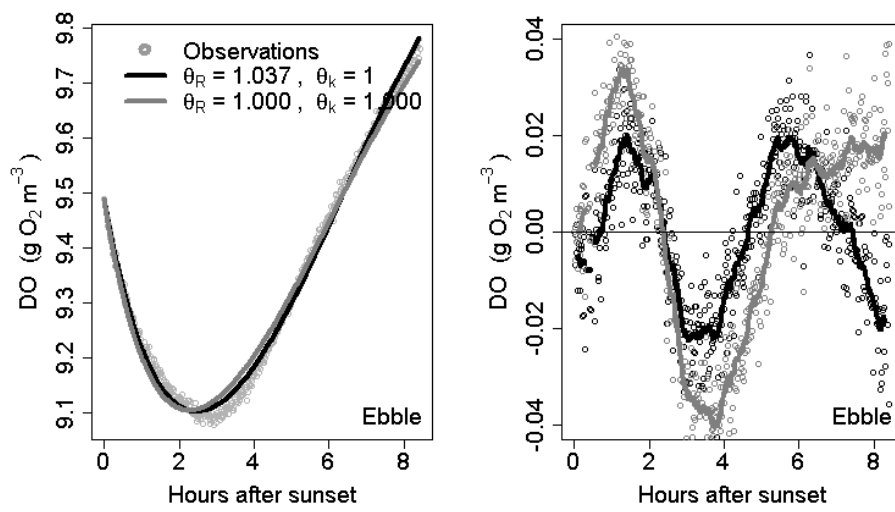 9.8
9.7
9.6
9.5
9.4
9.3
9.2
9.1
DO (g O₂ m⁻³)
Observations
θR = 1.037 , θk = 1
θR = 1.000 , θk = 1.000
Ebble
0 2 4 6 8
Hours after sunset
0.04
0.02
0.00
-0.02
-0.04
DO (g O₂ m⁻³)
Ebble
0 2 4 6 8
Hours after sunset